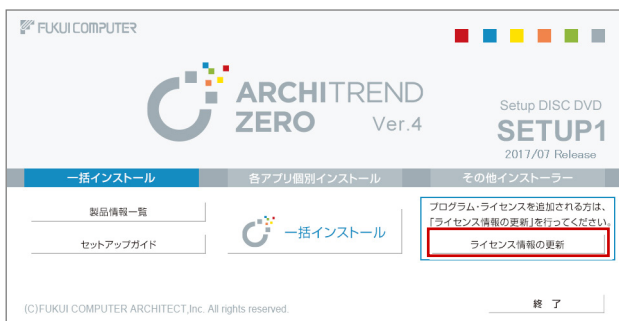 FUKUI COMPUTER
ARCHITREND
ZERO Ver.4
Setup DISC DVD
SETUP1
2017/07 Release
一括インストール 各アプリ個別インストール その他インストーラー
製品情報一覧
セットアップガイド
一括インストール
プログラム・ライセンスを追加される方は、
「ライセンス情報の更新」を行ってください。
ライセンス情報の更新
(C)FUKUI COMPUTER ARCHITECT,Inc. All rights reserved.
終 了